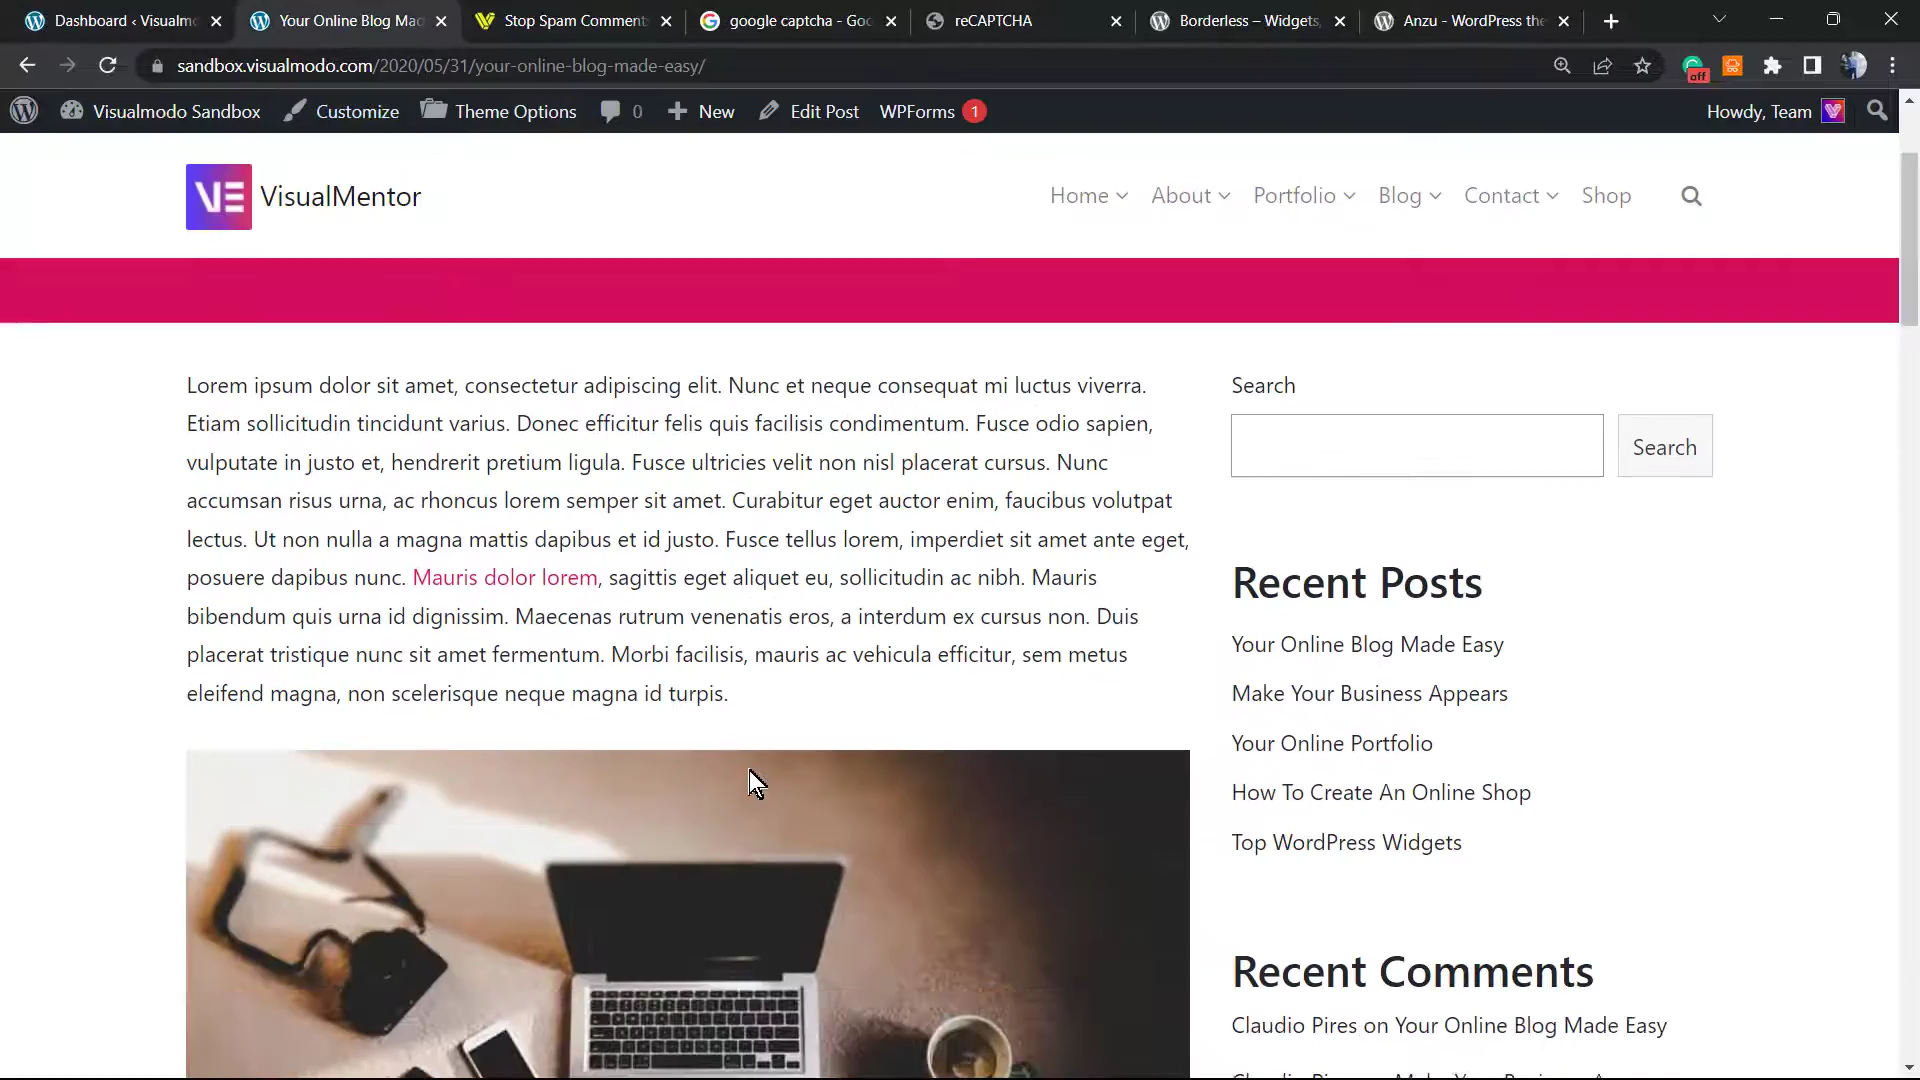 Dashboard ‹ Visualm
Your Online Blog Mad
Stop Spam Comment
google captcha - Goo
reCAPTCHA
Borderless – Widgets,
Anzu - WordPress the
sandbox.visualmodo.com/2020/05/31/your-online-blog-made-easy/
off
Visualmodo Sandbox
Customize
Theme Options
0
New
Edit Post
WPForms 1
Howdy, Team
VE VisualMentor
Home
About
Portfolio
Blog
Contact
Shop
Lorem ipsum dolor sit amet, consectetur adipiscing elit. Nunc et neque consequat mi luctus viverra.
Etiam sollicitudin tincidunt varius. Donec efficitur felis quis facilisis condimentum. Fusce odio sapien,
vulputate in justo et, hendrerit pretium ligula. Fusce ultricies velit non nisl placerat cursus. Nunc
accumsan risus urna, ac rhoncus lorem semper sit amet. Curabitur eget auctor enim, faucibus volutpat
lectus. Ut non nulla a magna mattis dapibus et id justo. Fusce tellus lorem, imperdiet sit amet ante eget,
posuere dapibus nunc. Mauris dolor lorem, sagittis eget aliquet eu, sollicitudin ac nibh. Mauris
bibendum quis urna id dignissim. Maecenas rutrum venenatis eros, a interdum ex cursus non. Duis
placerat tristique nunc sit amet fermentum. Morbi facilisis, mauris ac vehicula efficitur, sem metus
eleifend magna, non scelerisque neque magna id turpis.
Search
Search
Recent Posts
Your Online Blog Made Easy
Make Your Business Appears
Your Online Portfolio
How To Create An Online Shop
Top WordPress Widgets
Recent Comments
Claudio Pires on Your Online Blog Made Easy